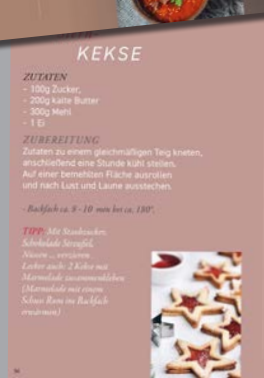 KEKSE
ZUTATEN
- 100g Zucker,
- 200g kalte Butter
- 300g Mehl
- 1 Ei
ZUBEREITUNG
Zutaten zu einem gleichmäßigen Teig kneten,
anschließend eine Stunde kühl stellen.
Auf einer bemehlten Fläche ausrollen
und nach Lust und Laune ausstechen.
- Backfach ca. 8 - 10 min bei ca. 180°.
TIPP: Mit Staubzucker,
Schokolade Streusel,
Nüssen ... verzieren.
Lecker auch: 2 Kekse mit
Marmelade zusammenkleben
(Marmelade mit einem
Schuss Rum im Backfach
erwärmen)